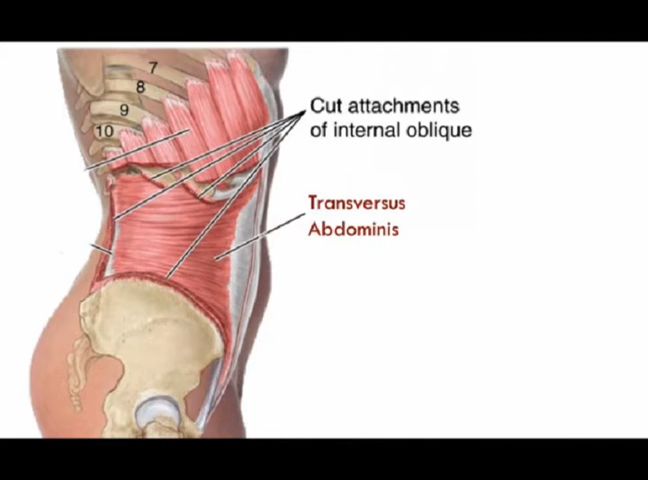 7
8
9
10
Cut attachments
of internal oblique
Transversus
Abdominis